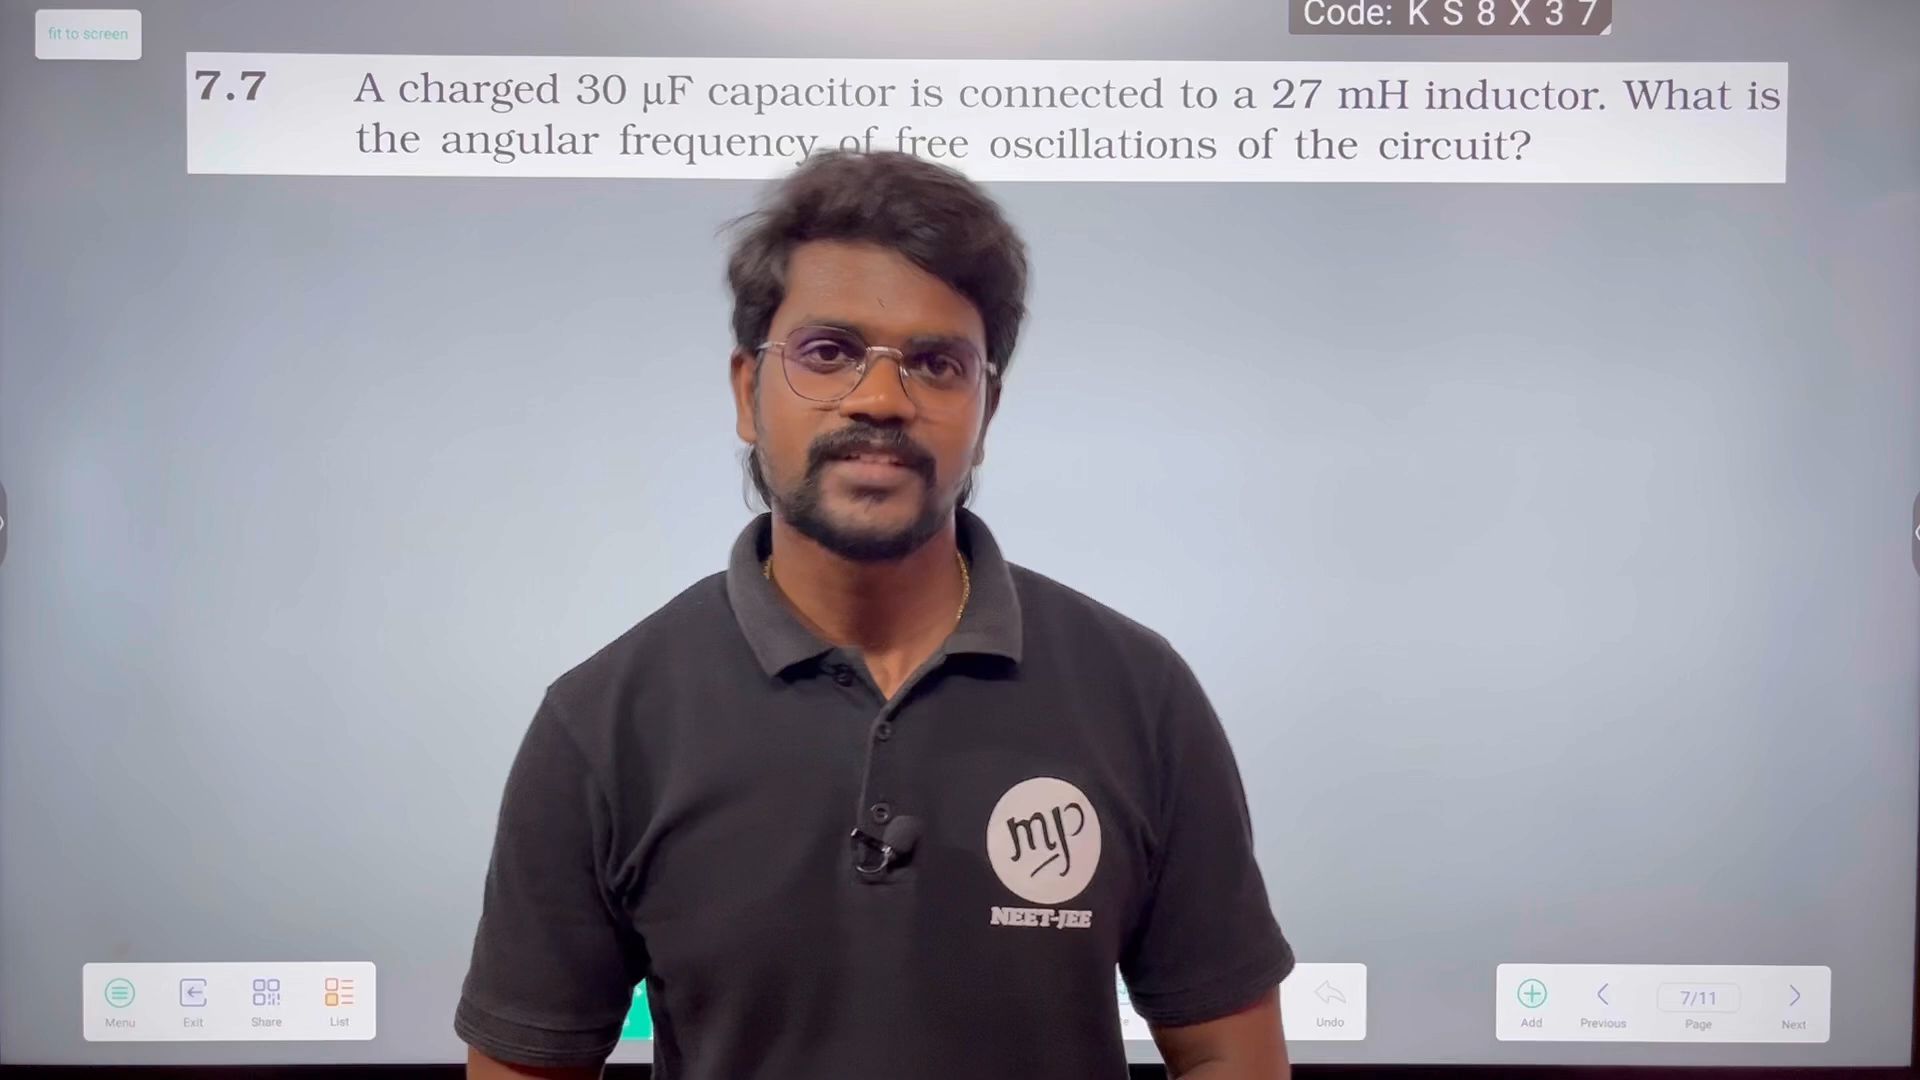 fit to screen
Code: K S 8 X 3 7
7.7 A charged 30 µF capacitor is connected to a 27 mH inductor. What is
the angular frequency of free oscillations of the circuit?
mp
NEET-JEE
Menu Exit Share List
Undo
Add Previous 7/11 Page Next